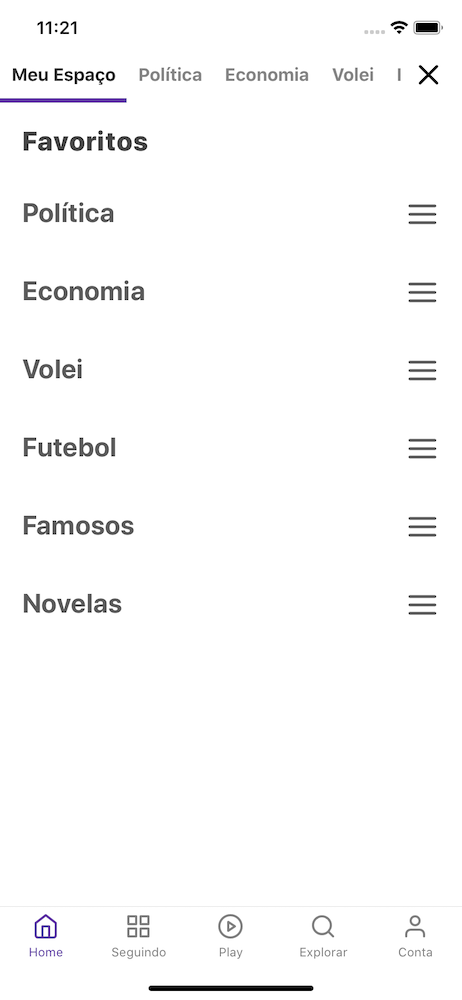 11:21
Meu Espaço Política Economia Volei
Favoritos
Política
Economia
Volei
Futebol
Famosos
Novelas
Home Seguindo Play Explorar Conta